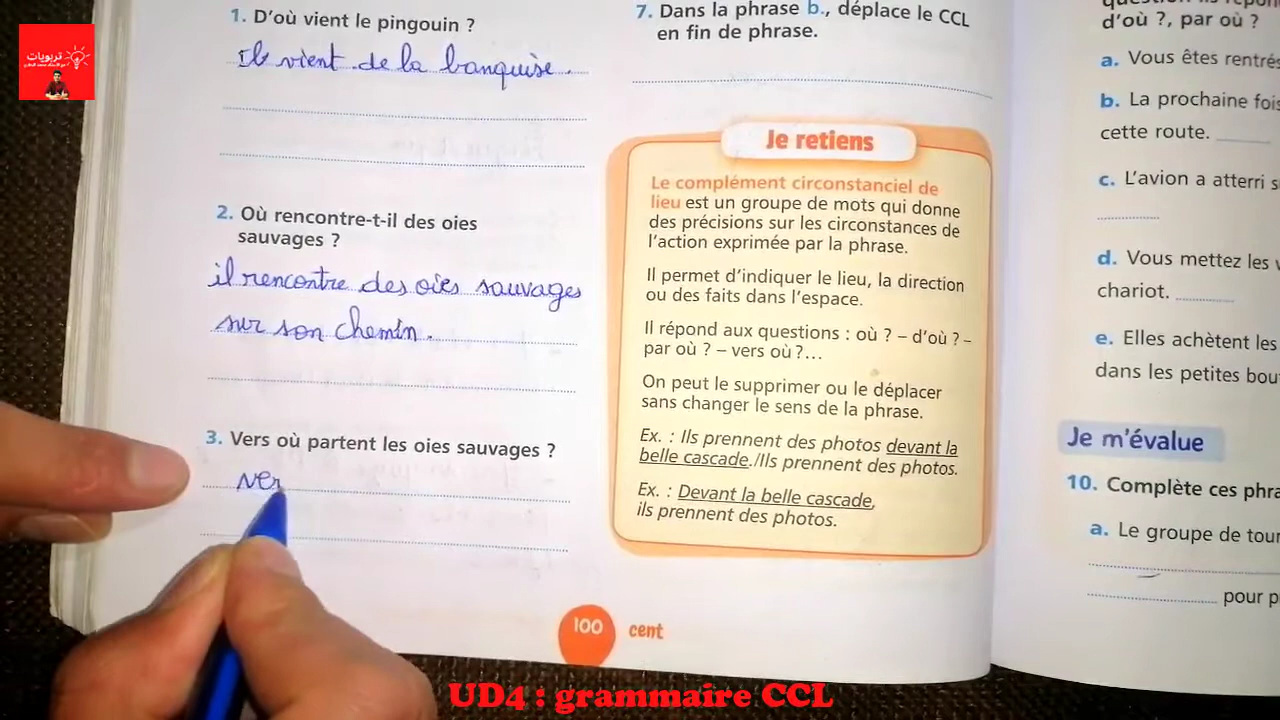 تربويات
1. D'où vient le pingouin ?
Il vient de la banquise.
2. Où rencontre-t-il des oies
sauvages ?
il rencontre des oies sauvages
sur son chemin.
3. Vers où partent les oies sauvages ?
ver
7. Dans la phrase b., déplace le CCL
en fin de phrase.
Je retiens
Le complément circonstanciel de
lieu est un groupe de mots qui donne
des précisions sur les circonstances de
l'action exprimée par la phrase.
Il permet d'indiquer le lieu, la direction
ou des faits dans l'espace.
Il répond aux questions : où ? – d'où ? –
par où ? – vers où ?...
On peut le supprimer ou le déplacer
sans changer le sens de la phrase.
Ex. : Ils prennent des photos devant la
belle cascade./Ils prennent des photos.
Ex. : Devant la belle cascade,
ils prennent des photos.
100 cent
d'où ?, par où ?
a. Vous êtes rentrés
b. La prochaine fois
cette route.
c. L'avion a atterri s
d. Vous mettez les v
chariot.
e. Elles achètent les
dans les petites bou
Je m'évalue
10. Complète ces phra
a. Le groupe de tour
pour p
UD4 : grammaire CCL